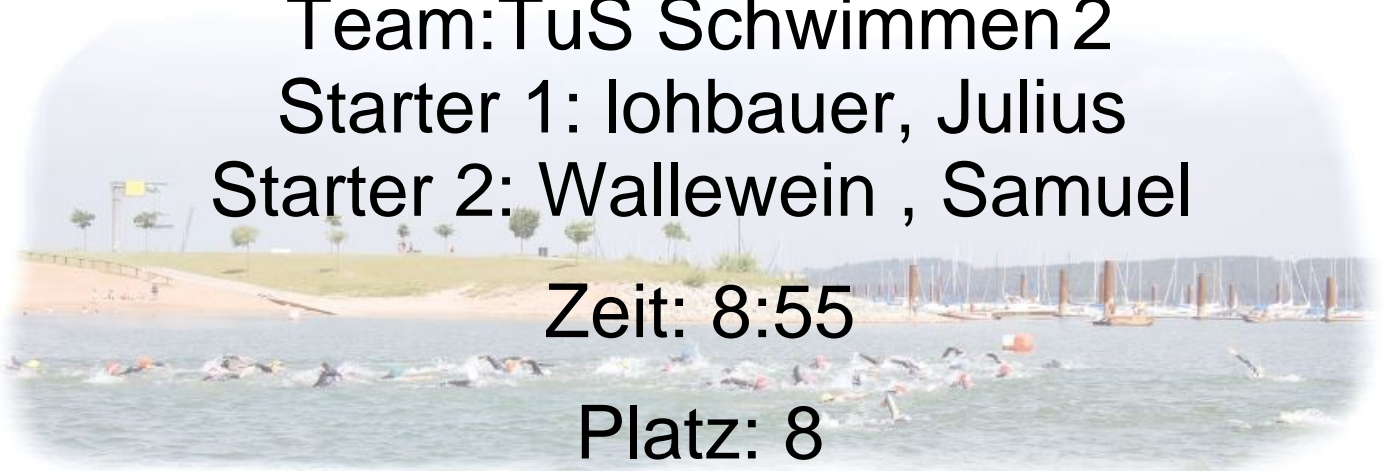 Team:TuS Schwimmen 2
Starter 1: lohbauer, Julius
Starter 2: Wallewein , Samuel
Zeit: 8:55
Platz: 8